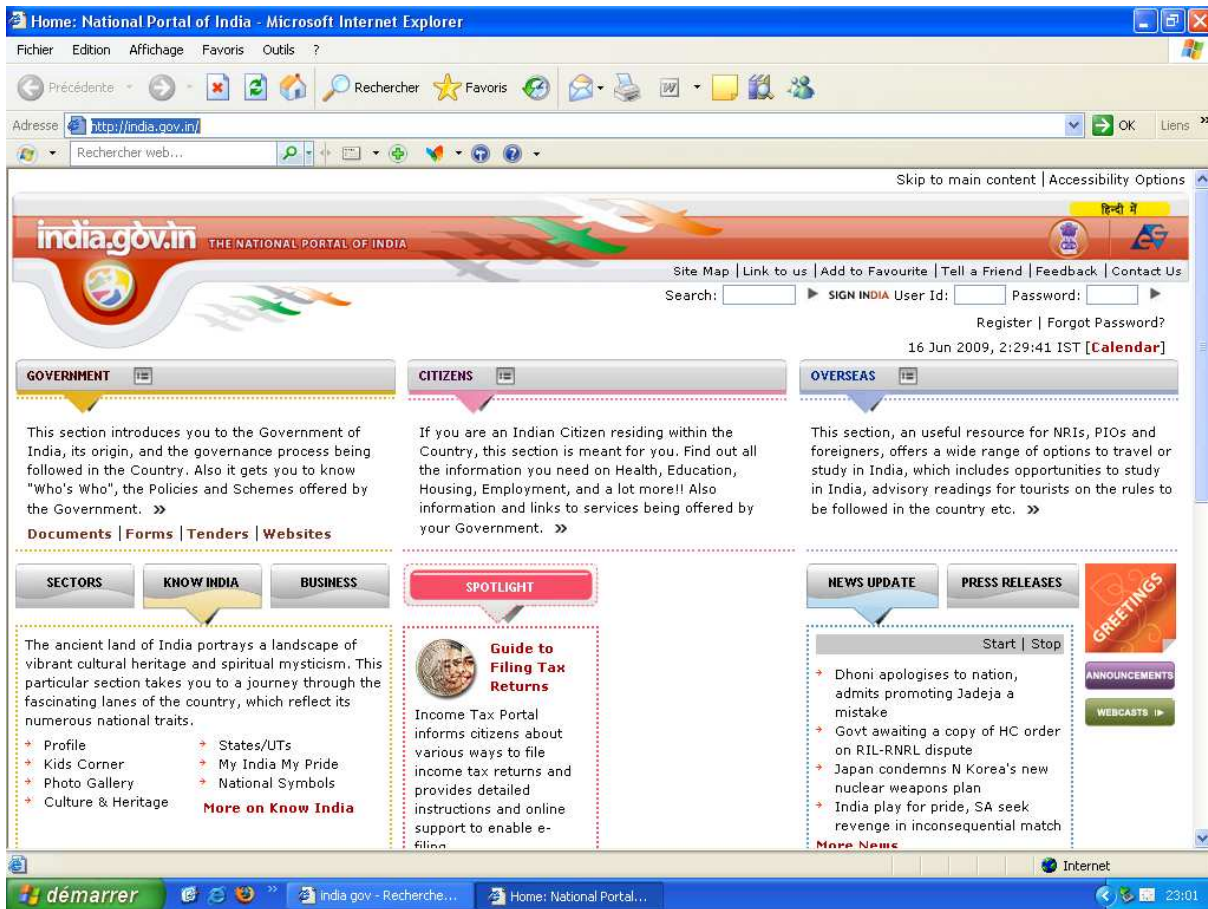 Home: National Portal of India - Microsoft Internet Explorer
Fichier Edition Affichage Favoris Outils ?
Précédente Rechercher Favoris
Adresse http://india.gov.in/ OK Liens »
Rechercher web...
Skip to main content | Accessibility Options
हिन्दी में
india.gov.in THE NATIONAL PORTAL OF INDIA
Site Map | Link to us | Add to Favourite | Tell a Friend | Feedback | Contact Us
Search: SIGN INDIA User Id: Password:
Register | Forgot Password?
16 Jun 2009, 2:29:41 IST [Calendar]
GOVERNMENT
This section introduces you to the Government of
India, its origin, and the governance process being
followed in the Country. Also it gets you to know
"Who's Who", the Policies and Schemes offered by
the Government. »
Documents | Forms | Tenders | Websites
CITIZENS
If you are an Indian Citizen residing within the
Country, this section is meant for you. Find out all
the information you need on Health, Education,
Housing, Employment, and a lot more!! Also
information and links to services being offered by
your Government. »
OVERSEAS
This section, an useful resource for NRIs, PIOs and
foreigners, offers a wide range of options to travel or
study in India, which includes opportunities to study
in India, advisory readings for tourists on the rules to
be followed in the country etc. »
SECTORS KNOW INDIA BUSINESS
The ancient land of India portrays a landscape of
vibrant cultural heritage and spiritual mysticism. This
particular section takes you to a journey through the
fascinating lanes of the country, which reflect its
numerous national traits.
Profile States/UTs
Kids Corner My India My Pride
Photo Gallery National Symbols
Culture & Heritage More on Know India
SPOTLIGHT
Guide to
Filing Tax
Returns
Income Tax Portal
informs citizens about
various ways to file
income tax returns and
provides detailed
instructions and online
support to enable e-
filing
NEWS UPDATE PRESS RELEASES
Start | Stop
Dhoni apologises to nation,
admits promoting Jadeja a
mistake
Govt awaiting a copy of HC order
on RIL-RNRL dispute
Japan condemns N Korea's new
nuclear weapons plan
India play for pride, SA seek
revenge in inconsequential match
More News
GREETINGS
ANNOUNCEMENTS
WEBCASTS
Internet
démarrer » india gov - Recherche... Home: National Portal... 23:01